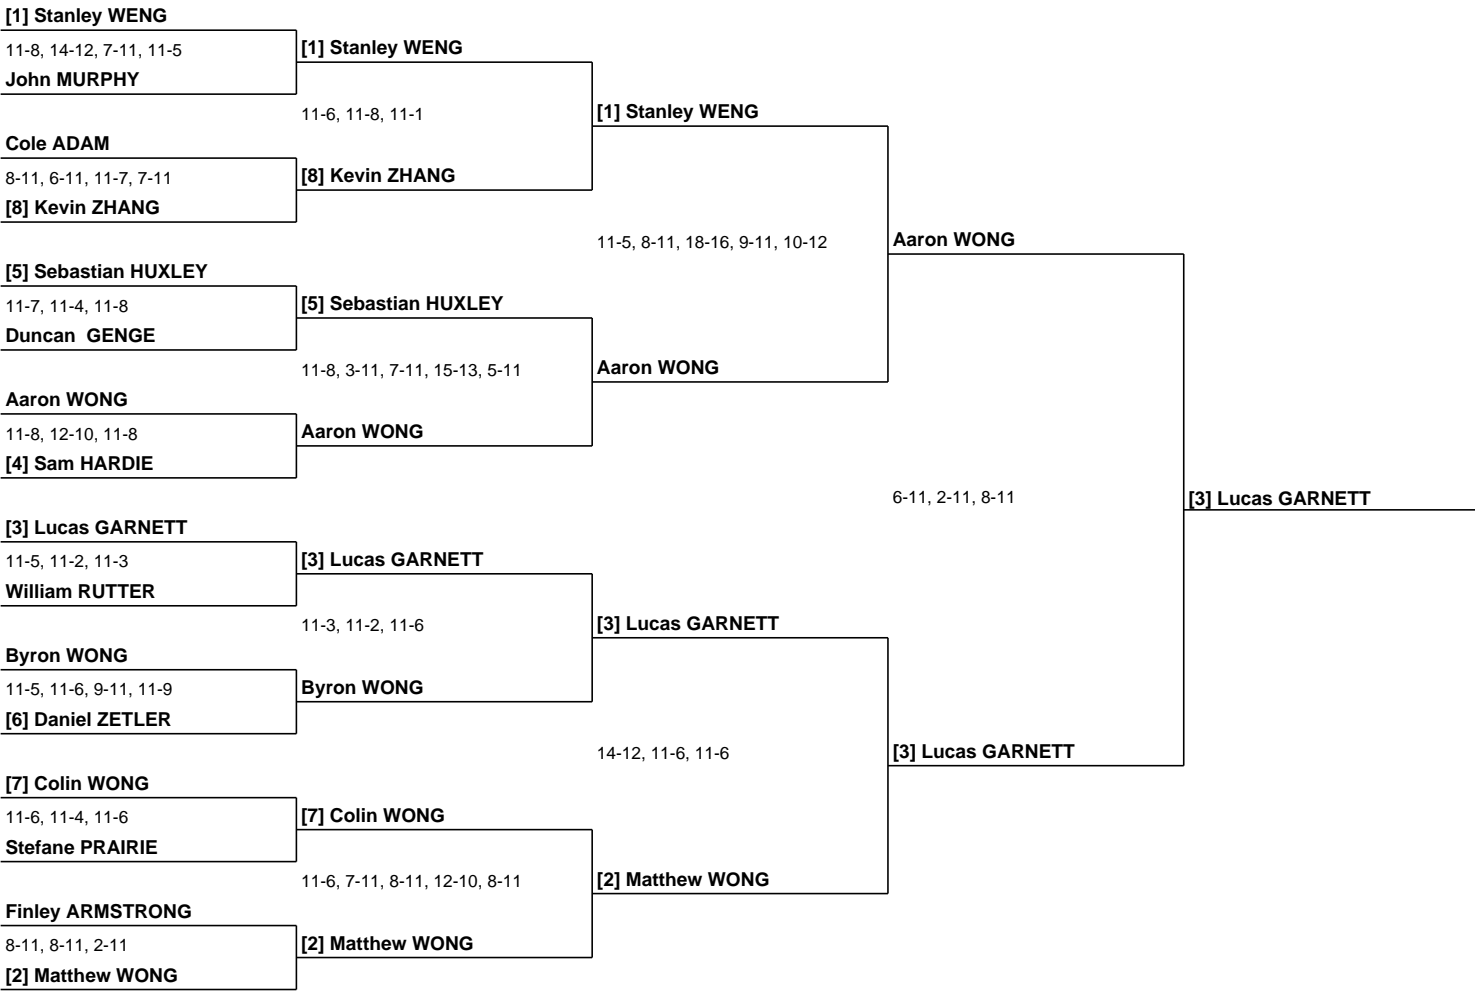 [1] Stanley WENG
11-8, 14-12, 7-11, 11-5
John MURPHY
Cole ADAM
8-11, 6-11, 11-7, 7-11
[8] Kevin ZHANG
[5] Sebastian HUXLEY
11-7, 11-4, 11-8
Duncan  GENGE
Aaron WONG
11-8, 12-10, 11-8
[4] Sam HARDIE
[3] Lucas GARNETT
11-5, 11-2, 11-3
William RUTTER
Byron WONG
11-5, 11-6, 9-11, 11-9
[6] Daniel ZETLER
[7] Colin WONG
11-6, 11-4, 11-6
Stefane PRAIRIE
Finley ARMSTRONG
8-11, 8-11, 2-11
[2] Matthew WONG
[1] Stanley WENG
11-6, 11-8, 11-1
[8] Kevin ZHANG
[5] Sebastian HUXLEY
11-8, 3-11, 7-11, 15-13, 5-11
Aaron WONG
[3] Lucas GARNETT
11-3, 11-2, 11-6
Byron WONG
[7] Colin WONG
11-6, 7-11, 8-11, 12-10, 8-11
[2] Matthew WONG
[1] Stanley WENG
11-5, 8-11, 18-16, 9-11, 10-12
Aaron WONG
[3] Lucas GARNETT
14-12, 11-6, 11-6
[2] Matthew WONG
Aaron WONG
6-11, 2-11, 8-11
[3] Lucas GARNETT
[3] Lucas GARNETT